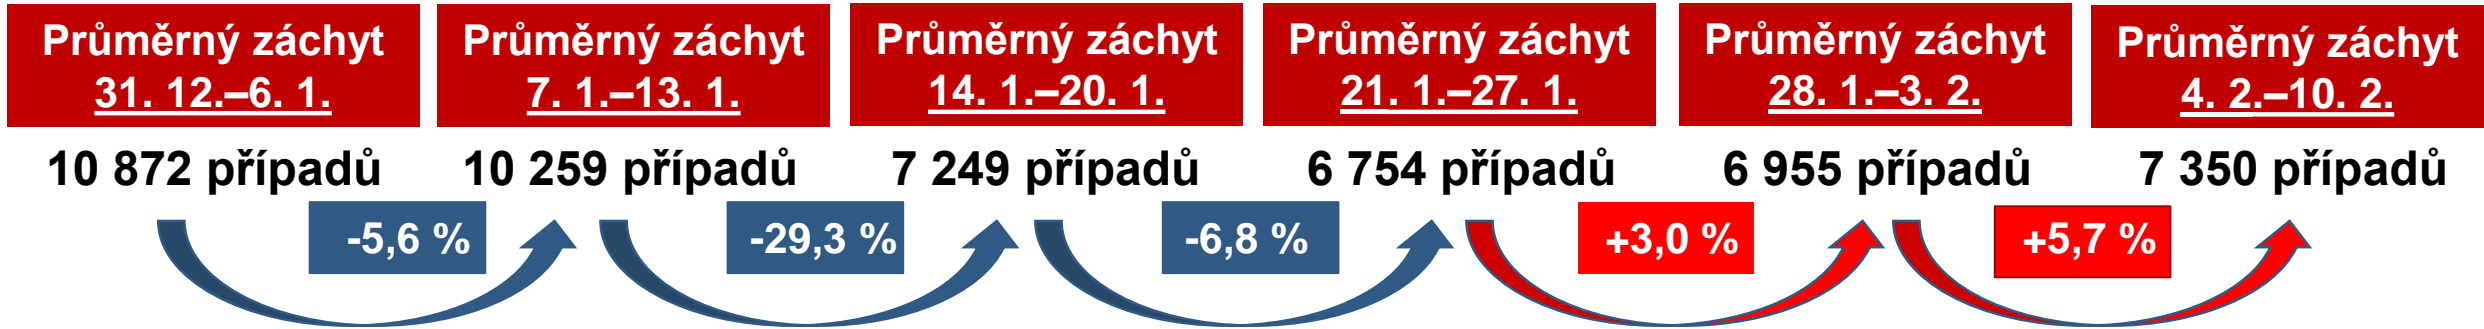 Průměrný záchyt
31. 12.–6. 1.
Průměrný záchyt
7. 1.–13. 1.
Průměrný záchyt
14. 1.–20. 1.
Průměrný záchyt
21. 1.–27. 1.
Průměrný záchyt
28. 1.–3. 2.
Průměrný záchyt
4. 2.–10. 2.
10 872 případů
10 259 případů
7 249 případů
6 754 případů
6 955 případů
7 350 případů
-5,6 %
-29,3 %
-6,8 %
+3,0 %
+5,7 %